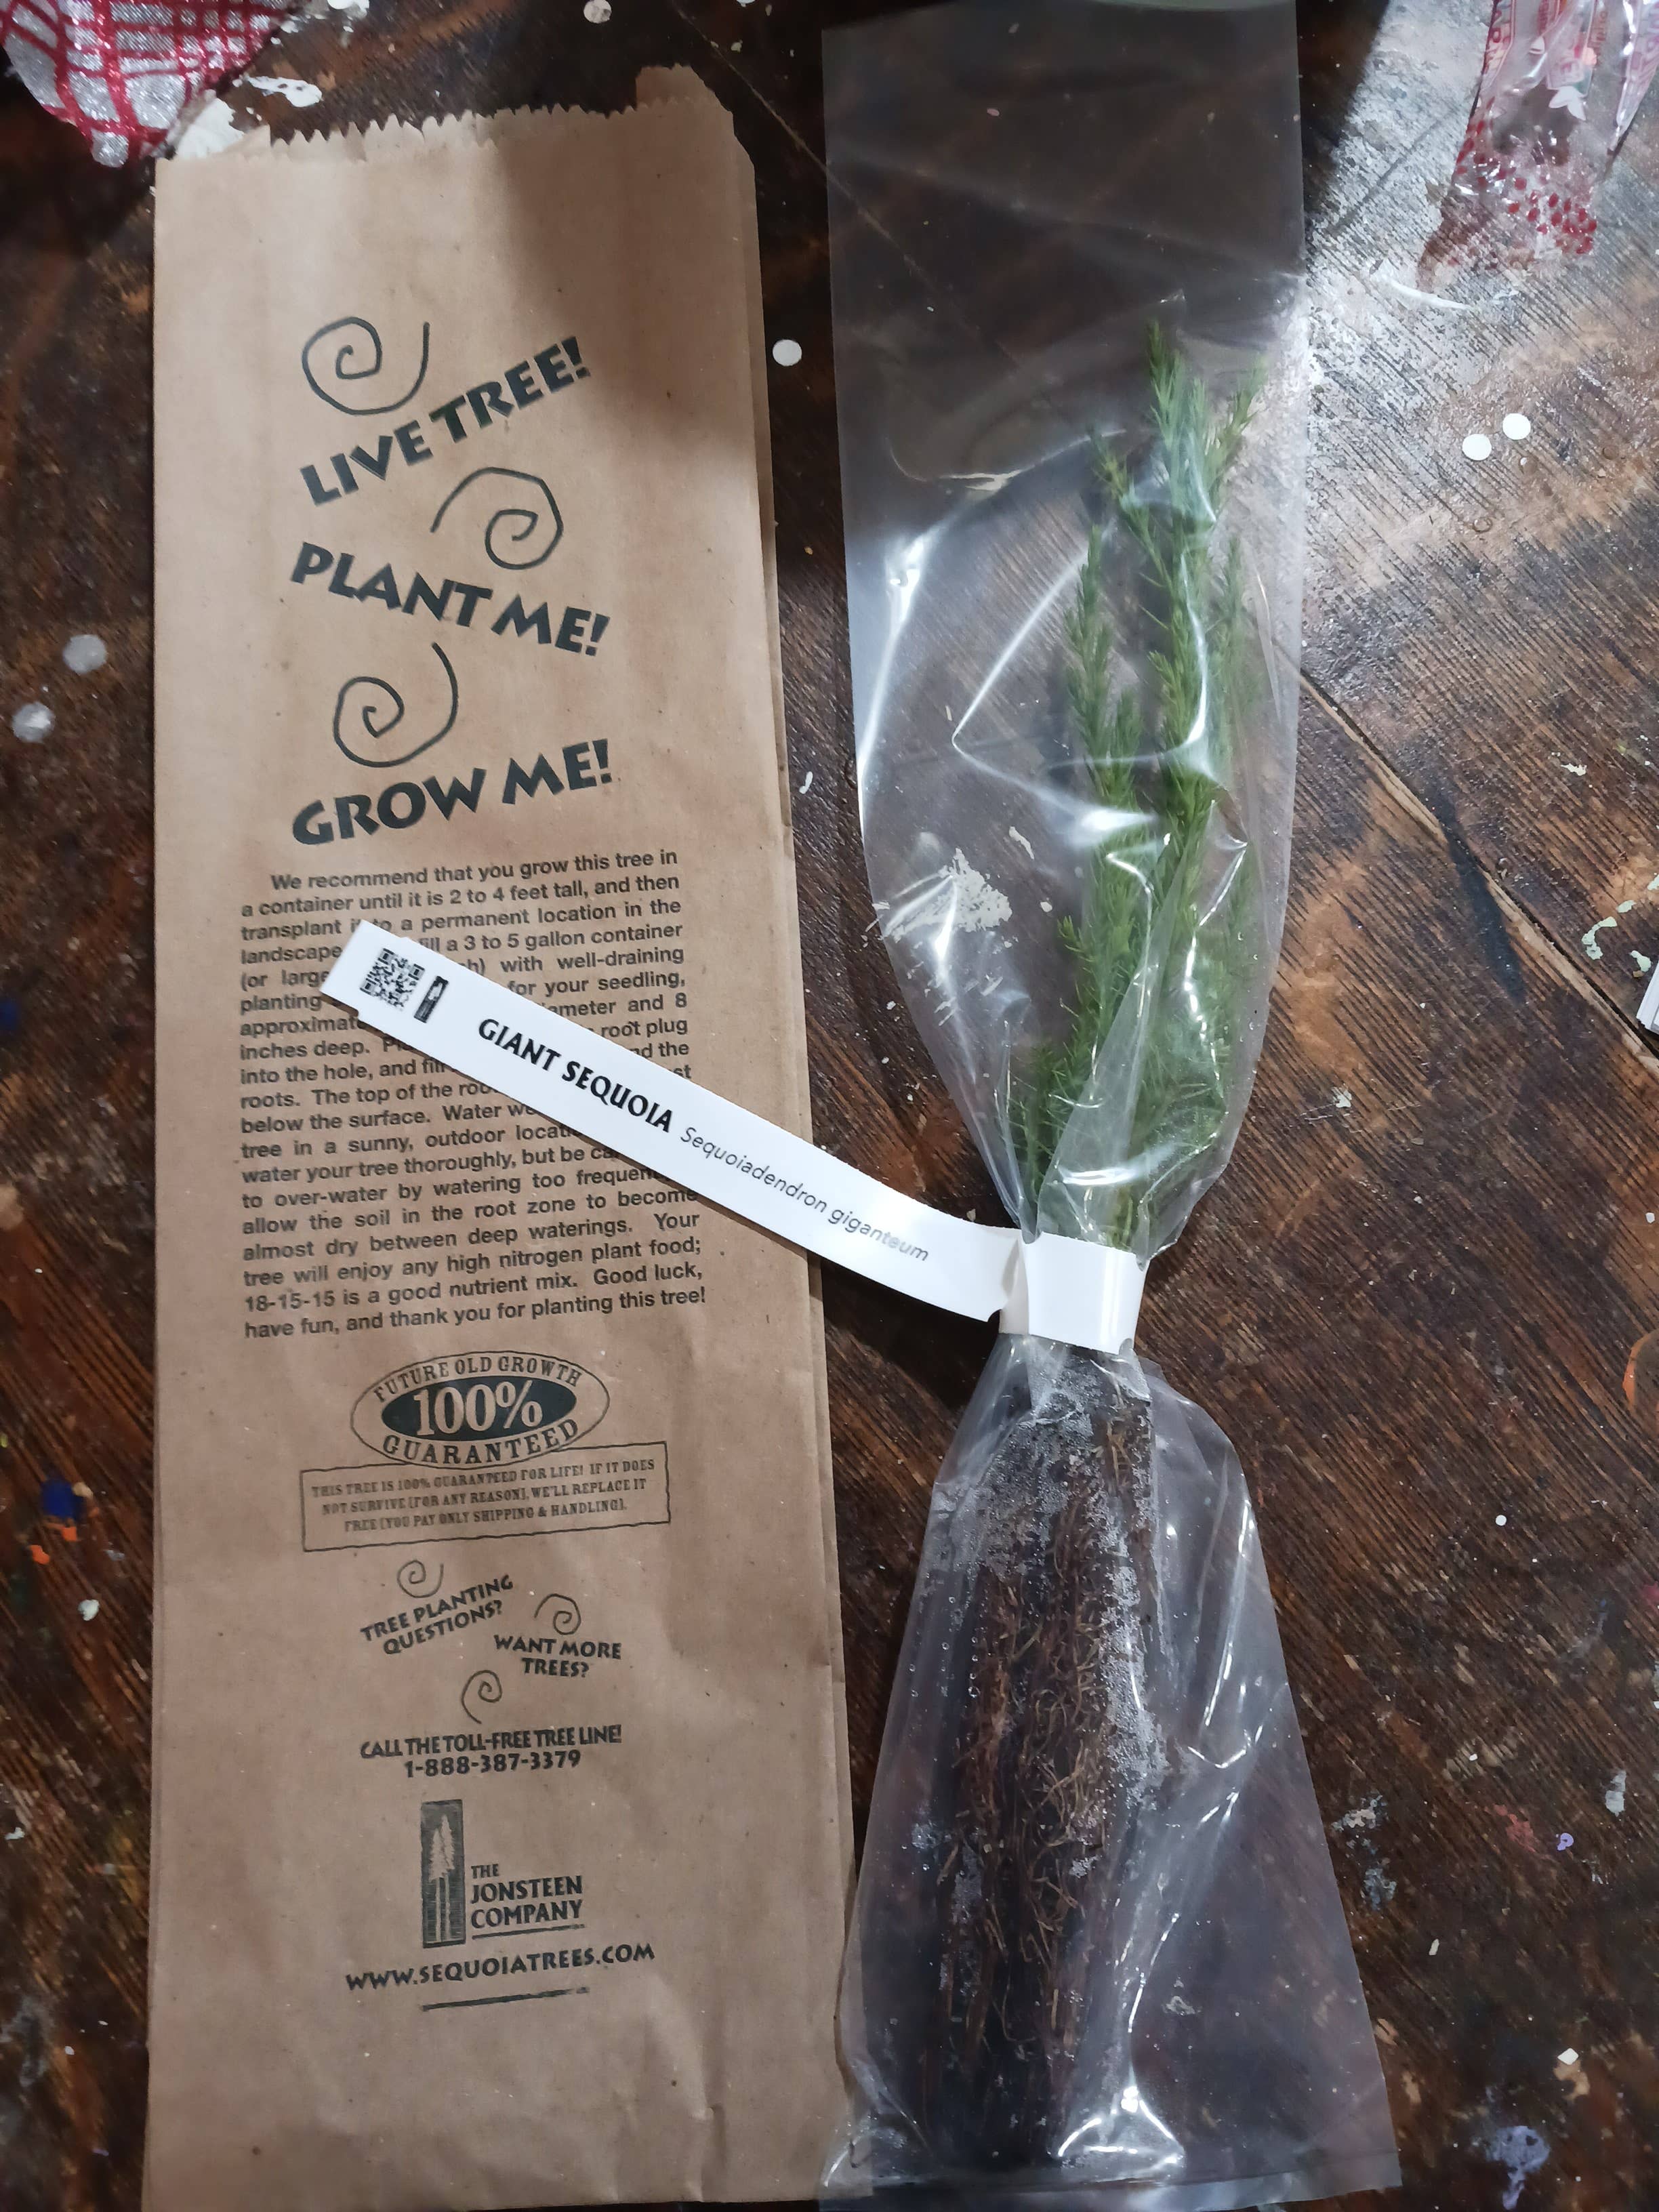 LIVE TREE!
PLANT ME!
GROW ME!
We recommend that you grow this tree in
a container until it is 2 to 4 feet tall, and then
transplant to a permanent location in the
landscape fill a 3 to 5 gallon container
(or large with well-draining
planting for your seedling,
and 8
inches deep. root plug
into the hole, and fill the
roots. The top of the
below the surface. Water
tree in a sunny, outdoor
water your tree thoroughly, but be
to over-water by watering too
allow the soil in the root zone to become
almost dry between deep waterings. Your
tree will enjoy any high nitrogen plant food;
18-15-15 is a good nutrient mix. Good luck,
have fun, and thank you for planting this tree!
FUTURE OLD GROWTH
100%
GUARANTEED
THIS TREE IS 100% GUARANTEED FOR LIFE! IF IT DOES
NOT SURVIVE (FOR ANY REASON), WE'LL REPLACE IT
FREE (YOU PAY ONLY SHIPPING & HANDLING).
TREE PLANTING
QUESTIONS?
WANT MORE
TREES?
CALL THE TOLL-FREE TREE LINE!
1-888-387-3379
THE
JONSTEEN
COMPANY
WWW.SEQUOIATREES.COM
GIANT SEQUOIA Sequoiadendron giganteum